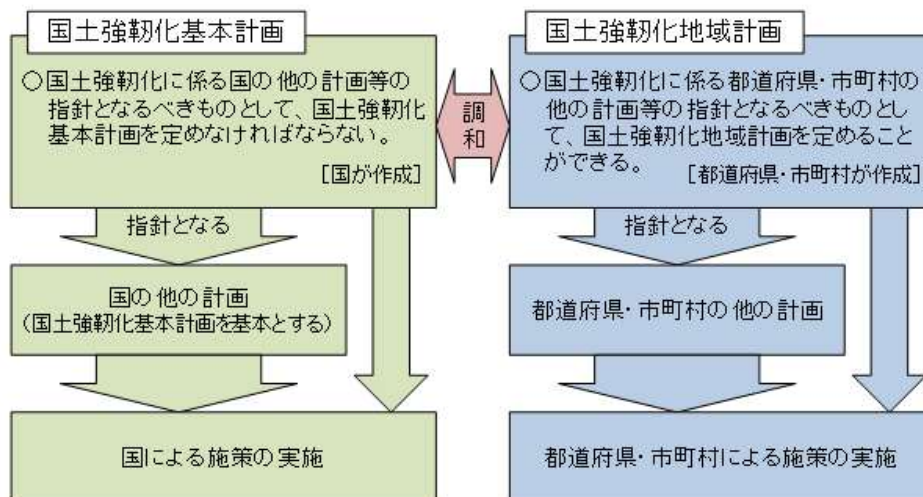 国土強靱化基本計画
○国土強靱化に係る国の他の計画等の
指針となるべきものとして、国土強靱化
基本計画を定めなければならない。
[国が作成]
調
和
国土強靱化地域計画
○国土強靱化に係る都道府県・市町村の
他の計画等の指針となるべきものとし
て、国土強靱化地域計画を定めること
ができる。
[都道府県・市町村が作成]
指針となる
指針となる
国の他の計画
(国土強靱化基本計画を基本とする)
都道府県・市町村の他の計画
国による施策の実施
都道府県・市町村による施策の実施